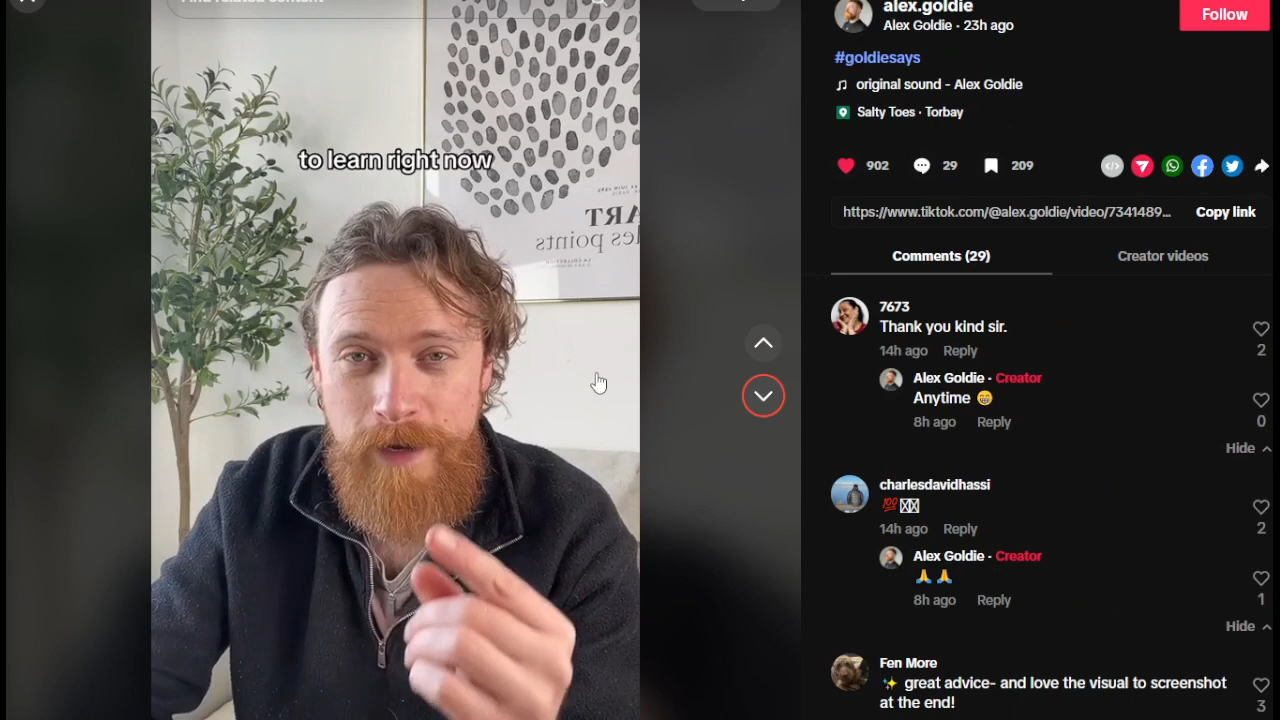 Find related content
to learn right now
ART
les points
alex.goldie
Alex Goldie · 23h ago
Follow
#goldiesays
original sound - Alex Goldie
Salty Toes · Torbay
902
29
209
https://www.tiktok.com/@alex.goldie/video/7341489...
Copy link
Comments (29)
Creator videos
7673
Thank you kind sir.
14h ago
Reply
2
Alex Goldie · Creator
Anytime 😁
0
8h ago
Reply
Hide
charlesdavidhassi
💯
14h ago
Reply
2
Alex Goldie · Creator
🙏🙏
8h ago
Reply
1
Hide
Fen More
✨ great advice- and love the visual to screenshot
at the end!
3